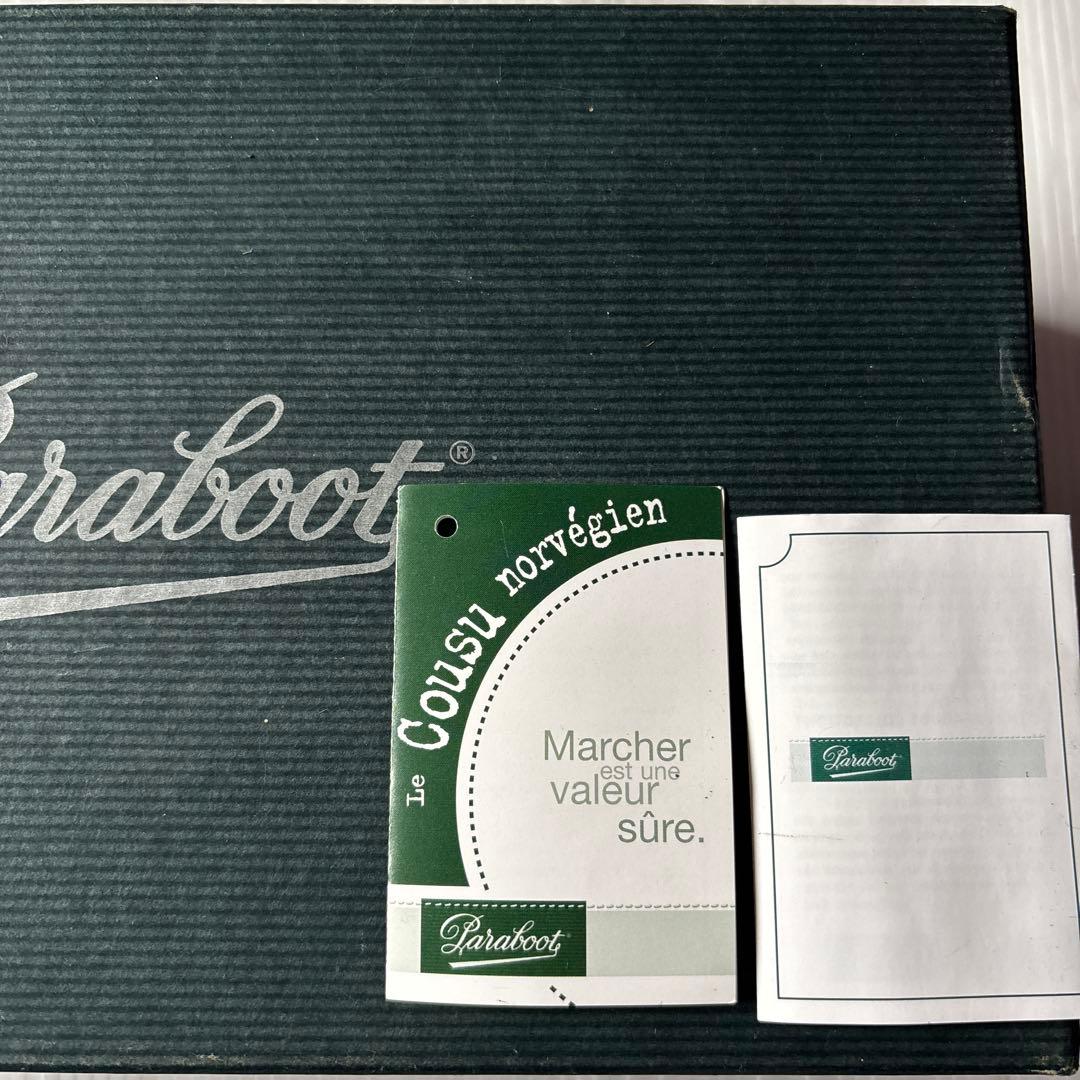 Paraboot®
Le Cousu norvégien
Marcher
est une
valeur
sûre.
Paraboot
Paraboot